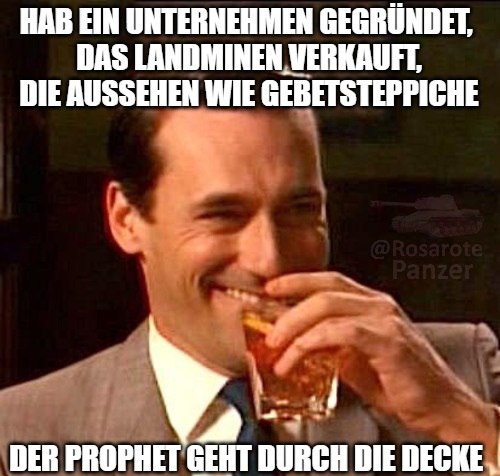 HAB EIN UNTERNEHMEN GEGRÜNDET,
DAS LANDMINEN VERKAUFT,
DIE AUSSEHEN WIE GEBETSTEPPICHE
@Rosarote
Panzer
DER PROPHET GEHT DURCH DIE DECKE